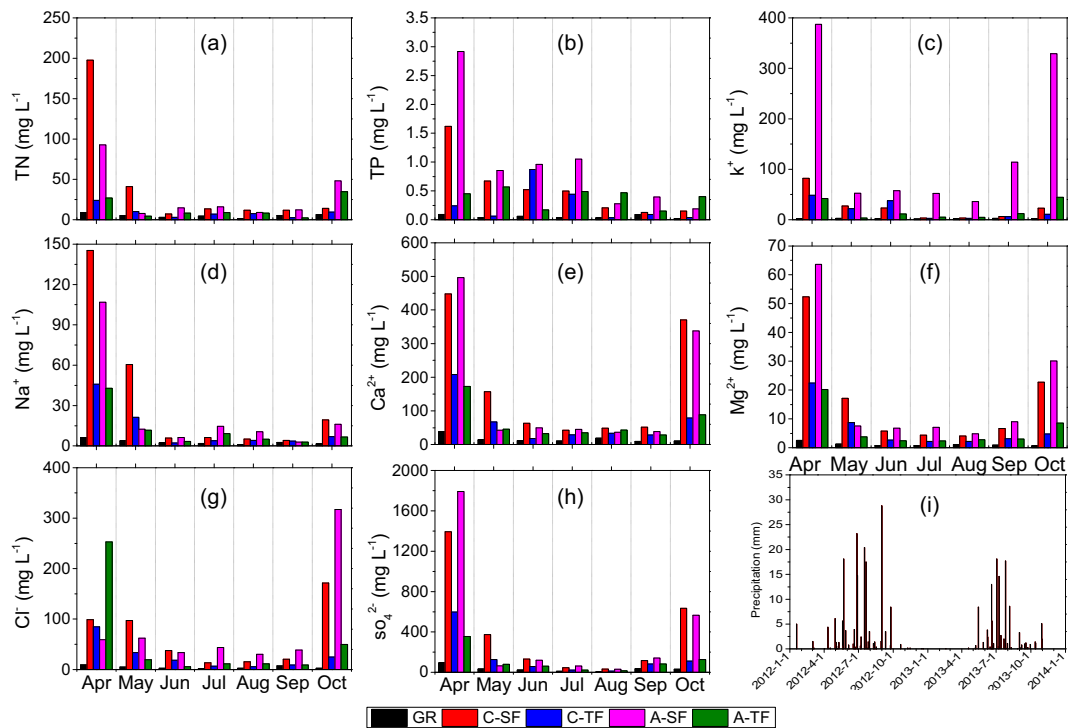 (a)
TN (mg L⁻¹)
250
200
150
100
50
0
(b)
TP (mg L⁻¹)
3.5
3.0
2.5
2.0
1.5
1.0
0.5
0.0
(c)
k⁺ (mg L⁻¹)
400
300
200
100
0
(d)
Na⁺ (mg L⁻¹)
150
120
90
60
30
0
(e)
Ca²⁺ (mg L⁻¹)
600
500
400
300
200
100
0
(f)
Mg²⁺ (mg L⁻¹)
70
60
50
40
30
20
10
0
Apr May Jun Jul Aug Sep Oct
(g)
Cl⁻ (mg L⁻¹)
400
300
200
100
0
Apr May Jun Jul Aug Sep Oct
(h)
so₄²⁻ (mg L⁻¹)
2000
1600
1200
800
400
0
Apr May Jun Jul Aug Sep Oct
(i)
Precipitation (mm)
35
30
25
20
15
10
5
0
2012-1-1 2012-4-1 2012-7-1 2012-10-1 2013-1-1 2013-4-1 2013-7-1 2013-10-1 2014-1-1
GR C-SF C-TF A-SF A-TF